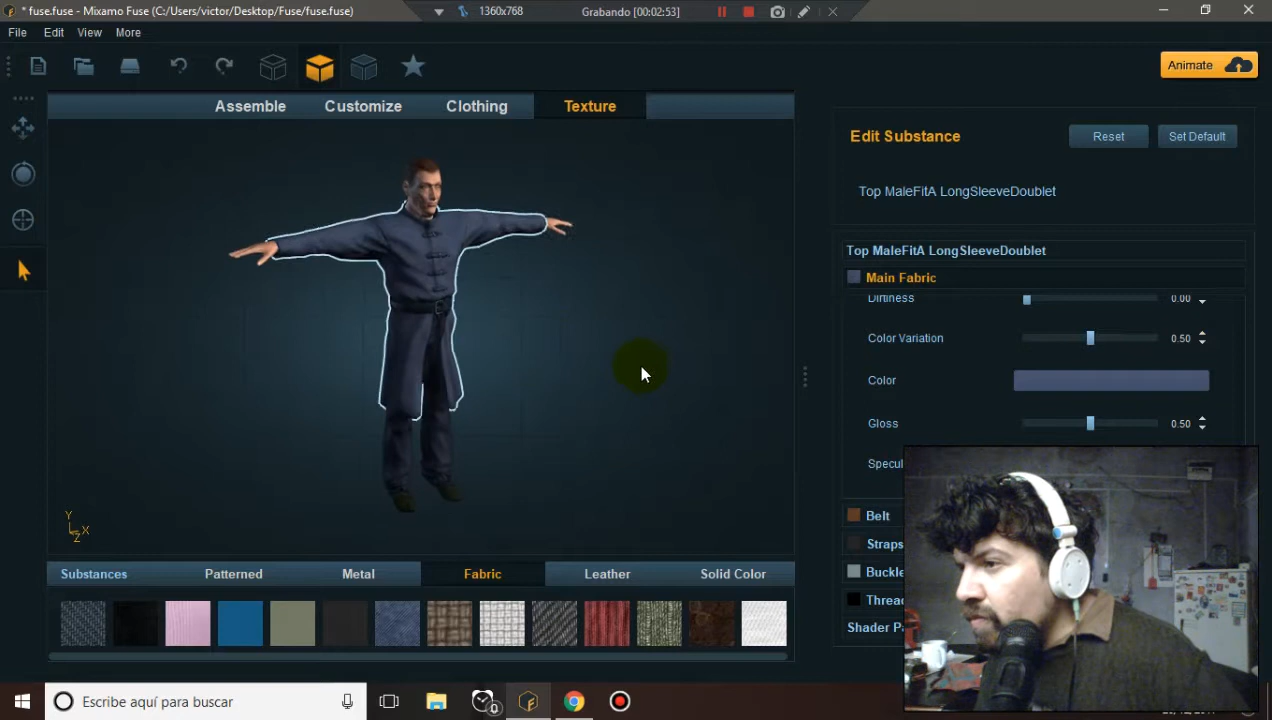 * fuse.fuse - Mixamo Fuse (C:/Users/victor/Desktop/Fuse/fuse.fuse)
1360x768
Grabando [00:02:53]
File Edit View More
Animate
Assemble Customize Clothing Texture
Edit Substance
Reset
Set Default
Top MaleFitA LongSleeveDoublet
Top MaleFitA LongSleeveDoublet
Main Fabric
Dirtiness 0.00
Color Variation 0.50
Color
Gloss 0.50
Specul
Belt
Straps
Buckle
Threa
Shader Pa
Y
X
Z
Substances Patterned Metal Fabric Leather Solid Color
Escribe aquí para buscar